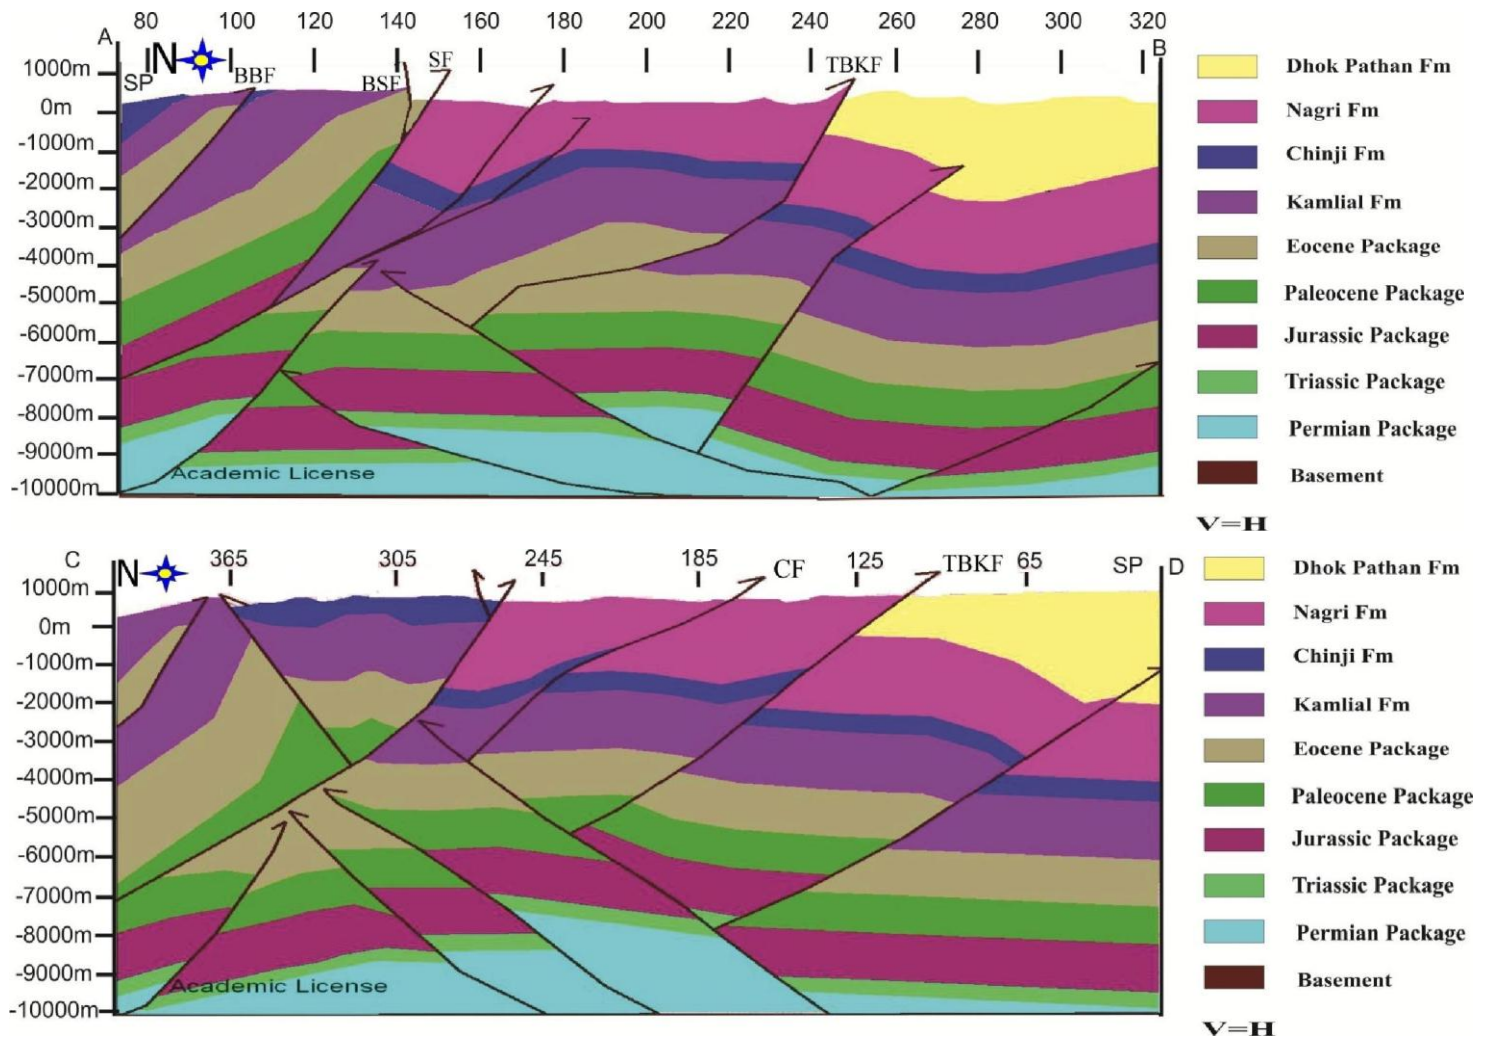 80 100 120 140 160 180 200 220 240 260 280 300 320
A N B
SP BBF BSF SF TBKF
1000m
0m
-1000m
-2000m
-3000m
-4000m
-5000m
-6000m
-7000m
-8000m
-9000m
-10000m
Academic License
Dhok Pathan Fm
Nagri Fm
Chinji Fm
Kamlial Fm
Eocene Package
Paleocene Package
Jurassic Package
Triassic Package
Permian Package
Basement
V=H
C N 365 305 245 185 125 65 SP D
CF TBKF
1000m
0m
-1000m
-2000m
-3000m
-4000m
-5000m
-6000m
-7000m
-8000m
-9000m
-10000m
Academic License
Dhok Pathan Fm
Nagri Fm
Chinji Fm
Kamlial Fm
Eocene Package
Paleocene Package
Jurassic Package
Triassic Package
Permian Package
Basement
V=H